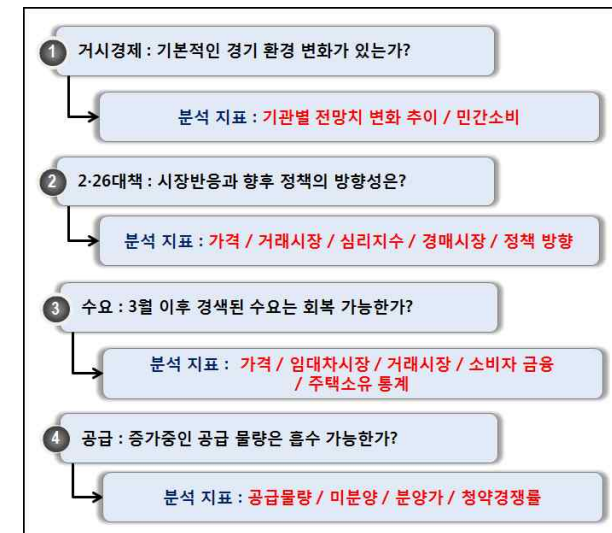 1 거시경제 : 기본적인 경기 환경 변화가 있는가?
분석 지표 : 기관별 전망치 변화 추이 / 민간소비
2 2·26대책 : 시장반응과 향후 정책의 방향성은?
분석 지표 : 가격 / 거래시장 / 심리지수 / 경매시장 / 정책 방향
3 수요 : 3월 이후 경색된 수요는 회복 가능한가?
분석 지표 : 가격 / 임대차시장 / 거래시장 / 소비자 금융
/ 주택소유 통계
4 공급 : 증가중인 공급 물량은 흡수 가능한가?
분석 지표 : 공급물량 / 미분양 / 분양가 / 청약경쟁률